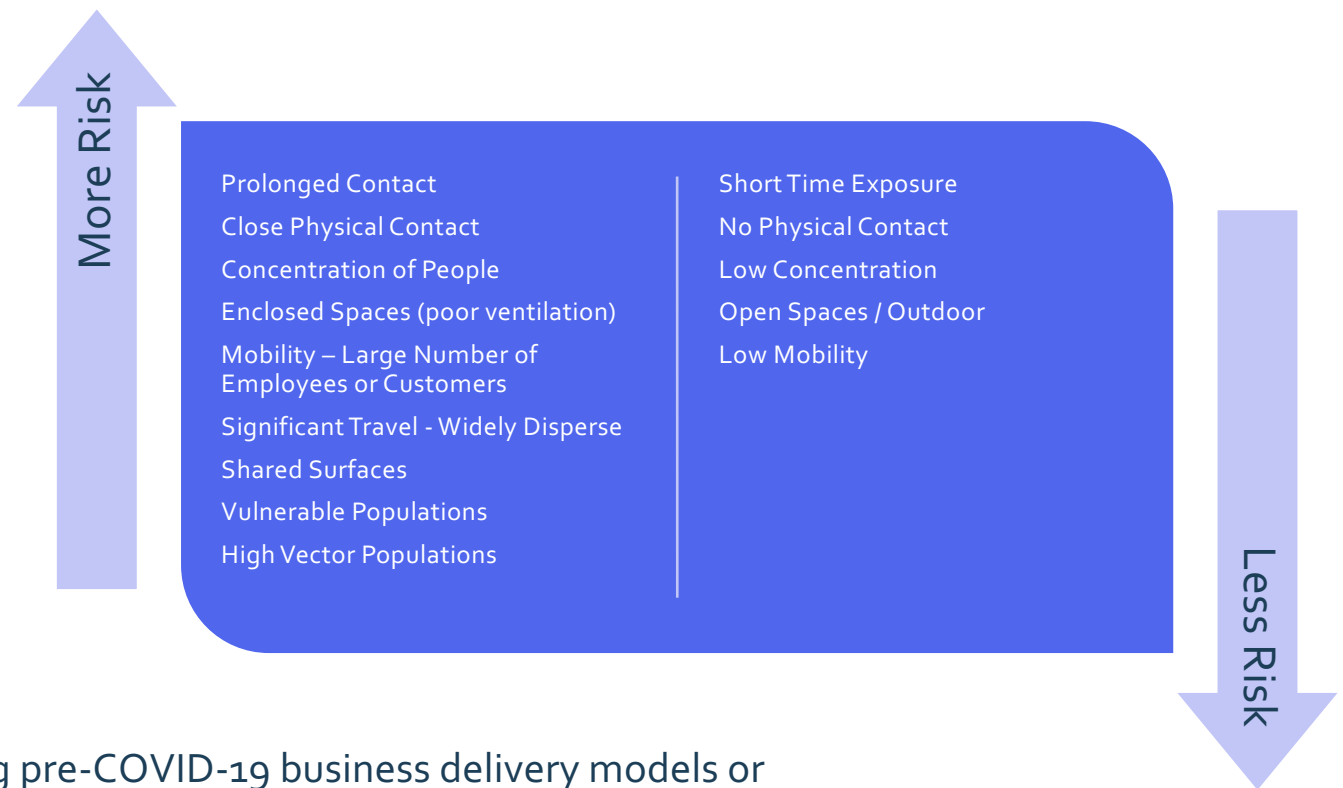 More Risk
Prolonged Contact
Close Physical Contact
Concentration of People
Enclosed Spaces (poor ventilation)
Mobility – Large Number of
Employees or Customers
Significant Travel - Widely Disperse
Shared Surfaces
Vulnerable Populations
High Vector Populations
Short Time Exposure
No Physical Contact
Low Concentration
Open Spaces / Outdoor
Low Mobility
Less Risk
pre-COVID-19 business delivery models or